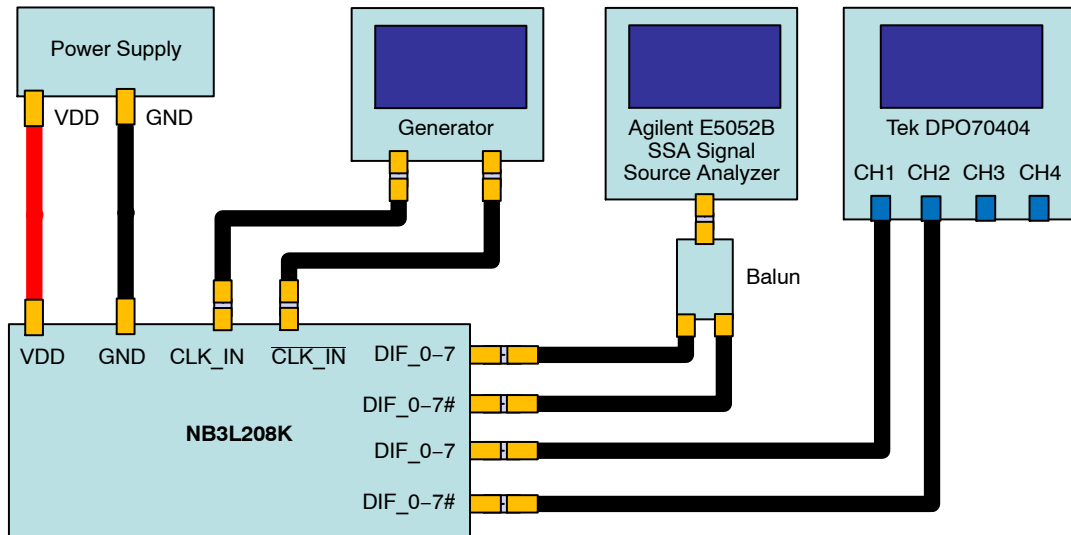 Power Supply
VDD
GND
Generator
Agilent E5052B
SSA Signal
Source Analyzer
Tek DPO70404
CH1
CH2
CH3
CH4
Balun
VDD
GND
CLK_IN
CLK_IN
DIF_0−7
DIF_0−7#
NB3L208K
DIF_0−7
DIF_0−7#